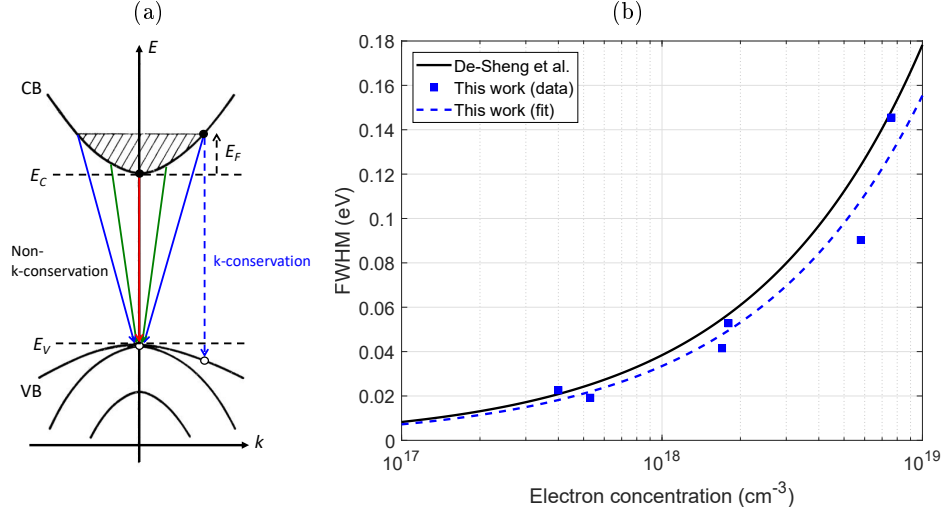 (a)
E
CB
E_F
E_C
Non-
k-conservation
k-conservation
E_V
VB
k
(b)
0.18
0.16
0.14
0.12
0.1
0.08
0.06
0.04
0.02
0
FWHM (eV)
De-Sheng et al.
This work (data)
This work (fit)
10^17
10^18
10^19
Electron concentration (cm^-3)